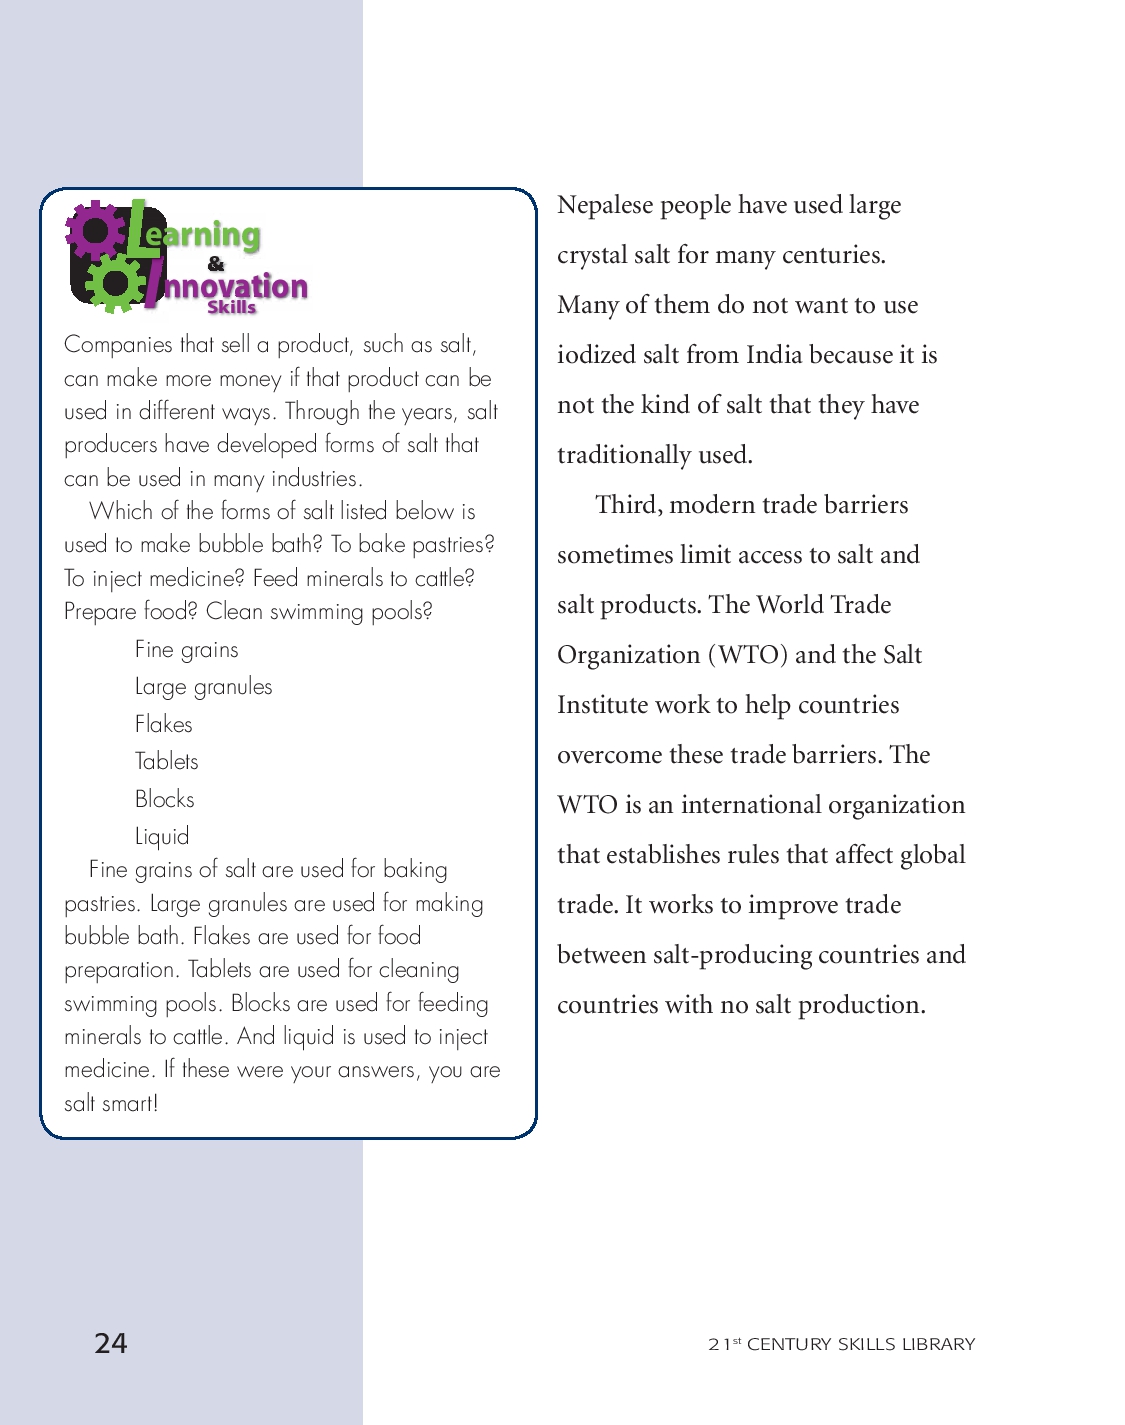 Learning
&
Innovation
Skills
Companies that sell a product, such as salt,
can make more money if that product can be
used in different ways. Through the years, salt
producers have developed forms of salt that
can be used in many industries.
Which of the forms of salt listed below is
used to make bubble bath? To bake pastries?
To inject medicine? Feed minerals to cattle?
Prepare food? Clean swimming pools?
Fine grains
Large granules
Flakes
Tablets
Blocks
Liquid
Fine grains of salt are used for baking
pastries. Large granules are used for making
bubble bath. Flakes are used for food
preparation. Tablets are used for cleaning
swimming pools. Blocks are used for feeding
minerals to cattle. And liquid is used to inject
medicine. If these were your answers, you are
salt smart!
Nepalese people have used large
crystal salt for many centuries.
Many of them do not want to use
iodized salt from India because it is
not the kind of salt that they have
traditionally used.
Third, modern trade barriers
sometimes limit access to salt and
salt products. The World Trade
Organization (WTO) and the Salt
Institute work to help countries
overcome these trade barriers. The
WTO is an international organization
that establishes rules that affect global
trade. It works to improve trade
between salt-producing countries and
countries with no salt production.
24
21st CENTURY SKILLS LIBRARY